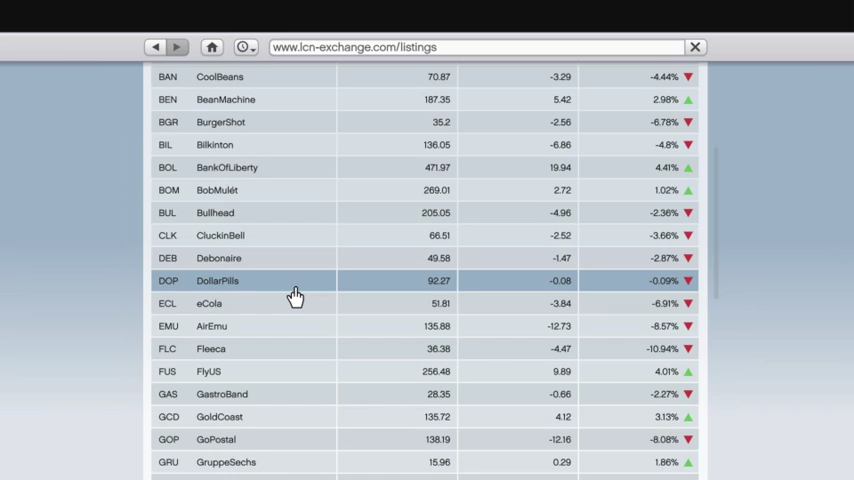 www.lcn-exchange.com/listings
BAN CoolBeans 70.87 -3.29 -4.44%
BEN BeanMachine 187.35 5.42 2.98%
BGR BurgerShot 35.2 -2.56 -6.78%
BIL Bilkinton 136.05 -6.86 -4.8%
BOL BankOfLiberty 471.97 19.94 4.41%
BOM BobMulét 269.01 2.72 1.02%
BUL Bullhead 205.05 -4.96 -2.36%
CLK CluckinBell 66.51 -2.52 -3.66%
DEB Debonaire 49.58 -1.47 -2.87%
DOP DollarPills 92.27 -0.08 -0.09%
ECL eCola 51.81 -3.84 -6.91%
EMU AirEmu 135.88 -12.73 -8.57%
FLC Fleeca 36.38 -4.47 -10.94%
FUS FlyUS 256.48 9.89 4.01%
GAS GastroBand 28.35 -0.66 -2.27%
GCD GoldCoast 135.72 4.12 3.13%
GOP GoPostal 138.19 -12.16 -8.08%
GRU GruppeSechs 15.96 0.29 1.86%